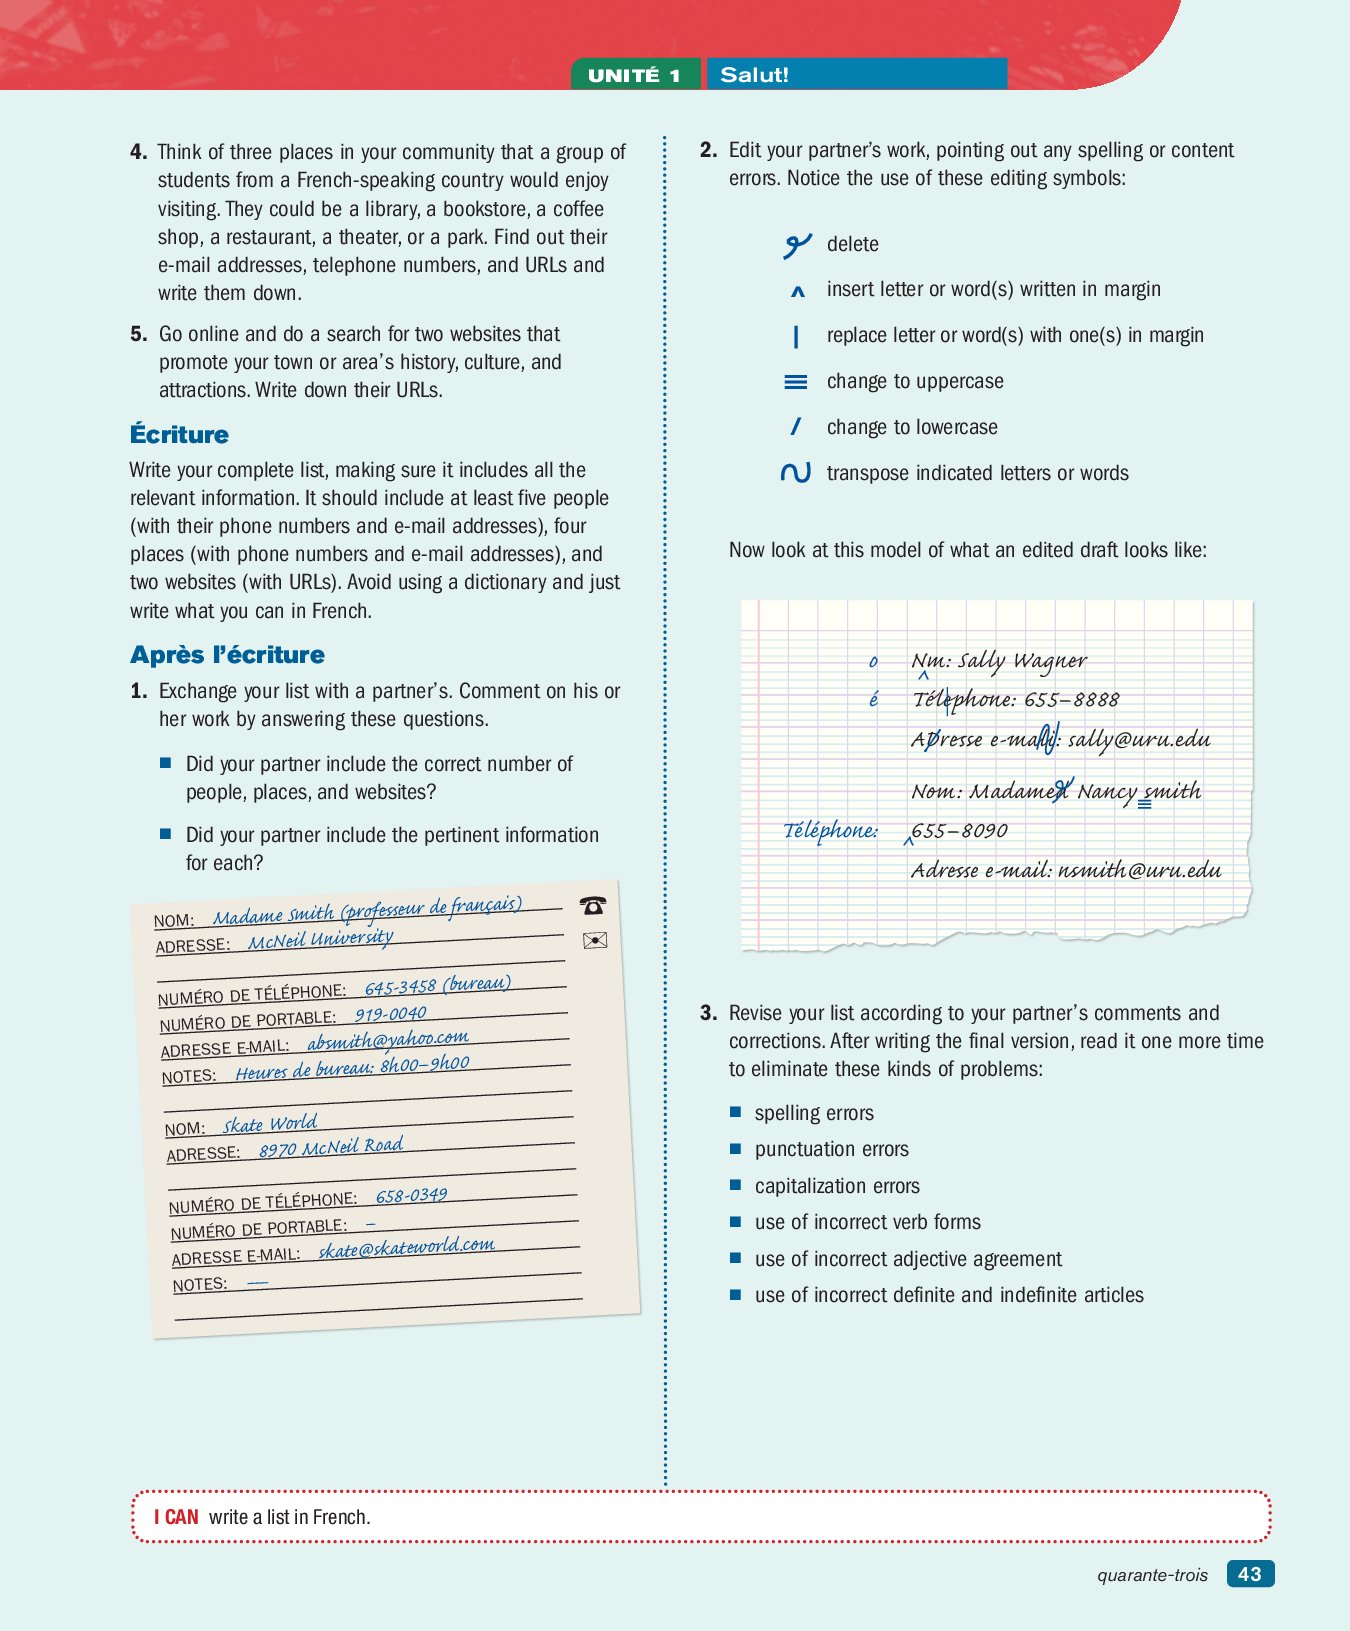 UNITÉ 1 Salut!
4. Think of three places in your community that a group of
students from a French-speaking country would enjoy
visiting. They could be a library, a bookstore, a coffee
shop, a restaurant, a theater, or a park. Find out their
e-mail addresses, telephone numbers, and URLs and
write them down.
5. Go online and do a search for two websites that
promote your town or area's history, culture, and
attractions. Write down their URLs.
Écriture
Write your complete list, making sure it includes all the
relevant information. It should include at least five people
(with their phone numbers and e-mail addresses), four
places (with phone numbers and e-mail addresses), and
two websites (with URLs). Avoid using a dictionary and just
write what you can in French.
Après l'écriture
1. Exchange your list with a partner's. Comment on his or
her work by answering these questions.
■ Did your partner include the correct number of
people, places, and websites?
■ Did your partner include the pertinent information
for each?
NOM: Madame Smith (professeur de français)
ADRESSE: McNeil University
NUMÉRO DE TÉLÉPHONE: 645-3458 (bureau)
NUMÉRO DE PORTABLE: 919-0040
ADRESSE E-MAIL: absmith@yahoo.com
NOTES: Heures de bureau: 8h00–9h00
NOM: Skate World
ADRESSE: 8970 McNeil Road
NUMÉRO DE TÉLÉPHONE: 658-0349
NUMÉRO DE PORTABLE: –
ADRESSE E-MAIL: skate@skateworld.com
NOTES: —
2. Edit your partner's work, pointing out any spelling or content
errors. Notice the use of these editing symbols:
delete
^ insert letter or word(s) written in margin
| replace letter or word(s) with one(s) in margin
≡ change to uppercase
/ change to lowercase
transpose indicated letters or words
Now look at this model of what an edited draft looks like:
o Nm: Sally Wagner
é Télephone: 655–8888
ADresse e-mali: sally@uru.edu
Nom: Madamen Nancy smith
Téléphone: 655–8090
Adresse e-mail: nsmith@uru.edu
3. Revise your list according to your partner's comments and
corrections. After writing the final version, read it one more time
to eliminate these kinds of problems:
■ spelling errors
■ punctuation errors
■ capitalization errors
■ use of incorrect verb forms
■ use of incorrect adjective agreement
■ use of incorrect definite and indefinite articles
I CAN write a list in French.
quarante-trois 43